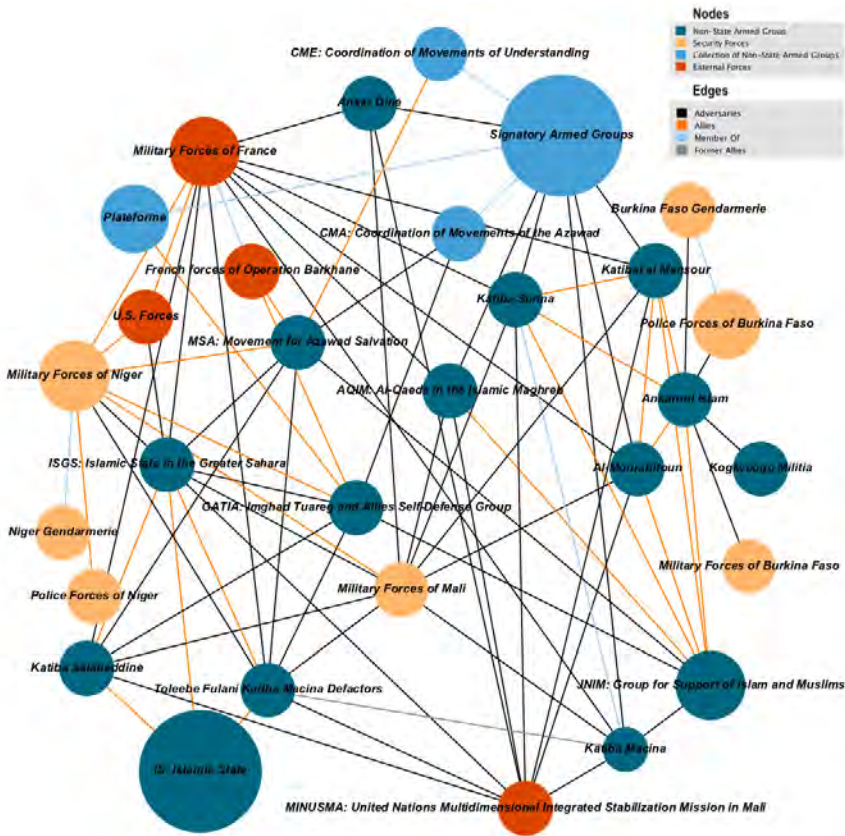 Nodes
Non-State Armed Group
Security Forces
Collection of Non-State Armed Groups
External Forces
Edges
Adversaries
Allies
Member Of
Former Allies
CME: Coordination of Movements of Understanding
Ansar Dine
Signatory Armed Groups
Military Forces of France
Plateforme
Burkina Faso Gendarmerie
CMA: Coordination of Movements of the Azawad
French forces of Operation Barkhane
Katibat al Mansour
Katiba Surma
U.S. Forces
Police Forces of Burkina Faso
MSA: Movement for Azawad Salvation
Military Forces of Niger
AQIM: Al-Qaeda in the Islamic Maghreb
Ankarmi Islam
ISGS: Islamic State in the Greater Sahara
Al-Mourabitoun
Kogleweogo Militia
GATIA: Imghad Tuareg and Allies Self-Defense Group
Niger Gendarmerie
Military Forces of Burkina Faso
Military Forces of Mali
Police Forces of Niger
Katiba Salaheddine
Toleebe Fulani Katiba Macina Defactors
JNIM: Group for Support of Islam and Muslims
Katiba Macina
IS: Islamic State
MINUSMA: United Nations Multidimensional Integrated Stabilization Mission in Mali